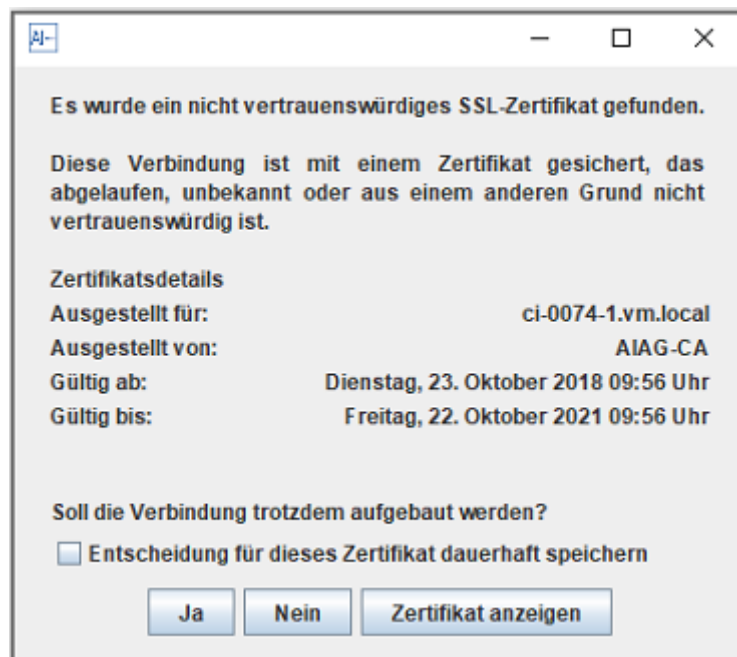 AI
Es wurde ein nicht vertrauenswürdiges SSL-Zertifikat gefunden.
Diese Verbindung ist mit einem Zertifikat gesichert, das
abgelaufen, unbekannt oder aus einem anderen Grund nicht
vertrauenswürdig ist.
Zertifikatsdetails
Ausgestellt für: ci-0074-1.vm.local
Ausgestellt von: AIAG-CA
Gültig ab: Dienstag, 23. Oktober 2018 09:56 Uhr
Gültig bis: Freitag, 22. Oktober 2021 09:56 Uhr
Soll die Verbindung trotzdem aufgebaut werden?
Entscheidung für dieses Zertifikat dauerhaft speichern
Ja Nein Zertifikat anzeigen